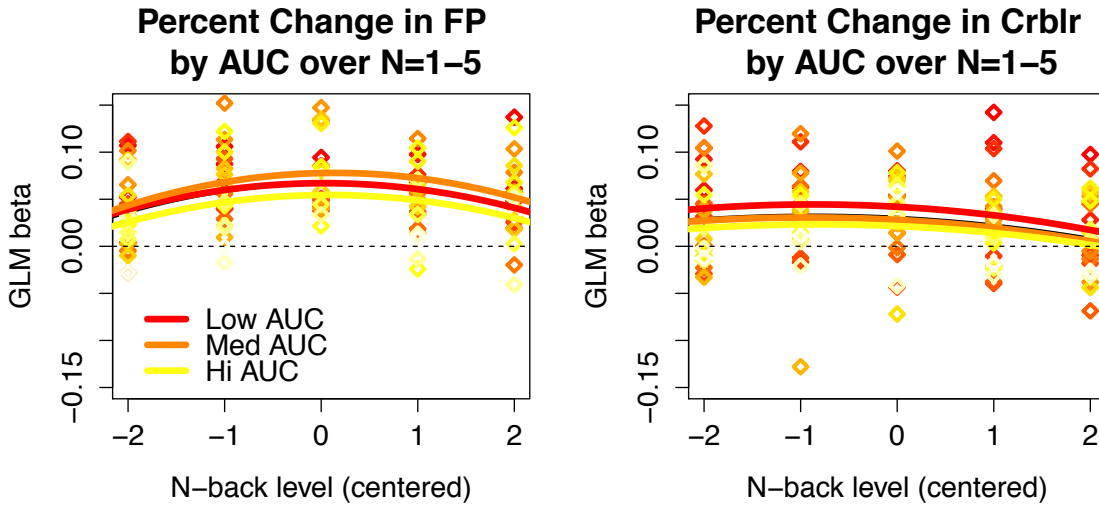 Percent Change in FP
by AUC over N=1−5
GLM beta
0.10
0.00
−0.15
Low AUC
Med AUC
Hi AUC
−2 −1 0 1 2
N−back level (centered)
Percent Change in Crblr
by AUC over N=1−5
GLM beta
0.10
0.00
−0.15
−2 −1 0 1 2
N−back level (centered)